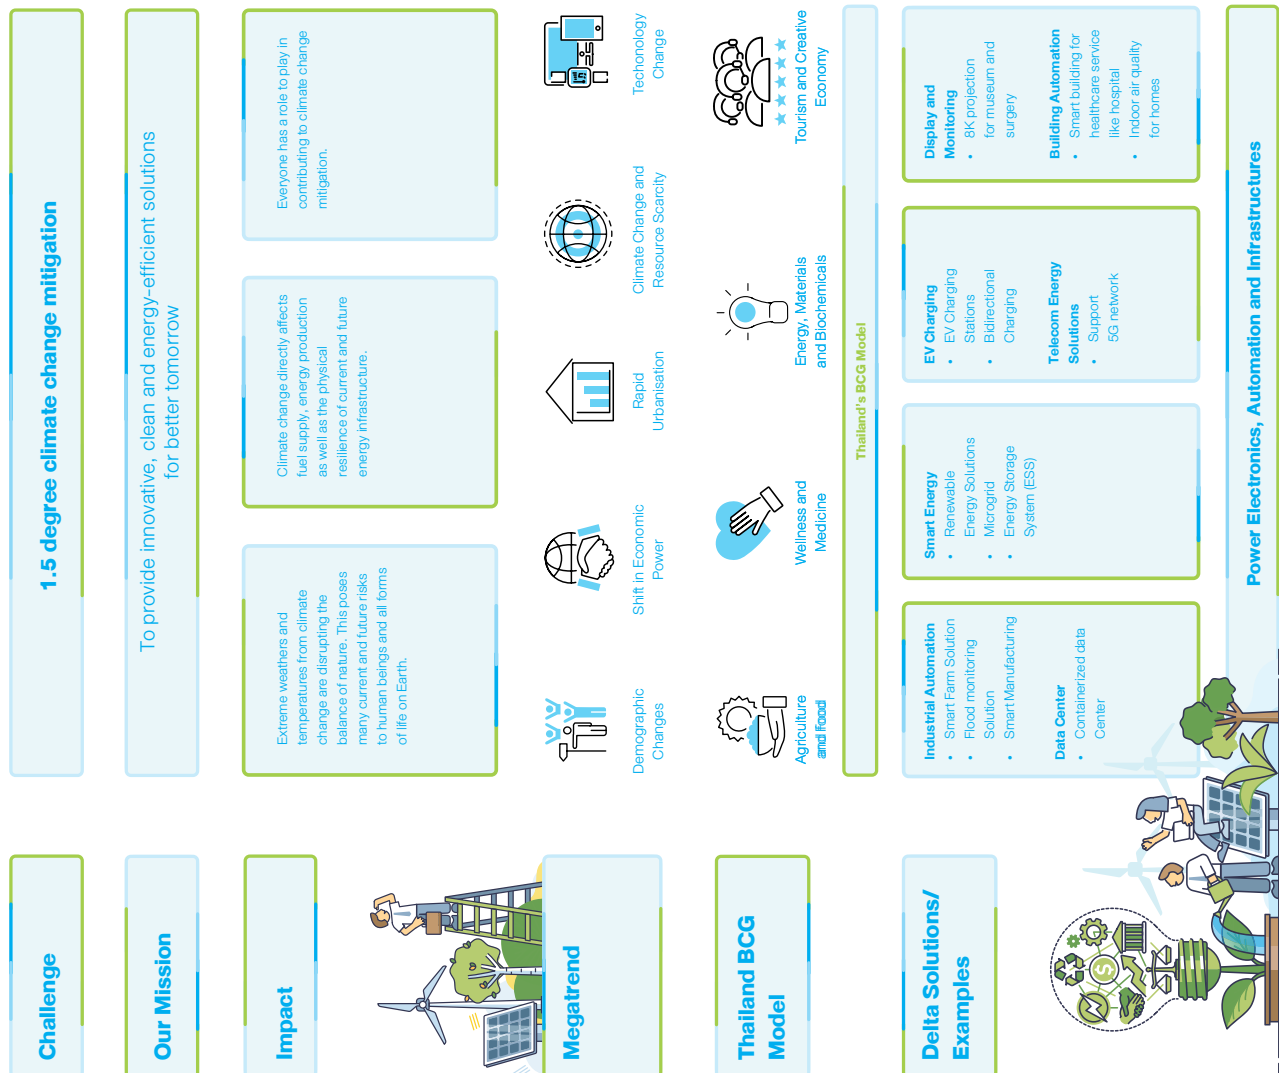 Challenge
1.5 degree climate change mitigation
Our Mission
To provide innovative, clean and energy-efficient solutions
for better tomorrow
Impact
Extreme weathers and
temperatures from climate
change are disrupting the
balance of nature. This poses
many current and future risks
to human beings and all forms
of life on Earth.
Climate change directly affects
fuel supply, energy production
as well as the physical
resilience of current and future
energy infrastructure.
Everyone has a role to play in
contributing to climate change
mitigation.
Megatrend
Demographic
Changes
Shift in Economic
Power
Rapid
Urbanisation
Climate Change and
Resource Scarcity
Techonology
Change
Thailand BCG
Model
Agriculture
and Food
Wellness and
Medicine
Energy, Materials
and Biochemicals
Tourism and Creative
Economy
Thailand's BCG Model
Delta Solutions/
Examples
Industrial Automation
• Smart Farm Solution
• Flood monitoring
Solution
• Smart Manufacturing
Data Center
• Containerized data
Center
Smart Energy
• Renewable
Energy Solutions
• Microgrid
• Energy Storage
System (ESS)
EV Charging
• EV Charging
Stations
• Bidirectional
Charging
Telecom Energy
Solutions
• Support
5G network
Display and
Monitoring
• 8K projection
for museum and
surgery
Building Automation
• Smart building for
healthcare service
like hospital
• Indoor air quality
for homes
Power Electronics, Automation and Infrastructures